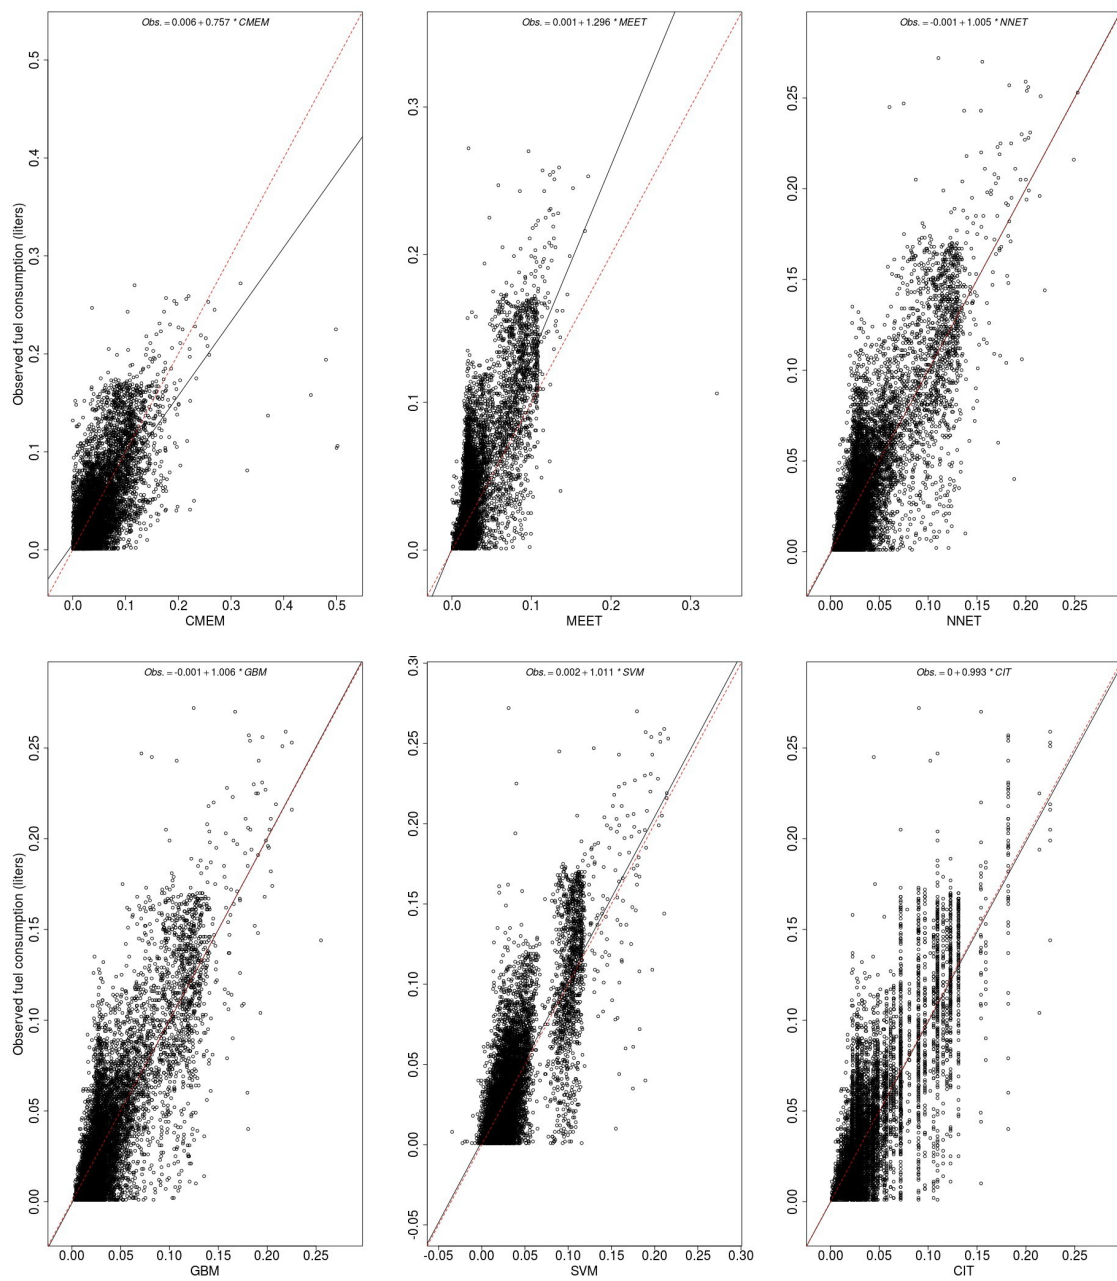 Obs. = 0.006 + 0.757 * CMEM
Observed fuel consumption (liters)
0.5
0.4
0.3
0.2
0.1
0.0
0.0 0.1 0.2 0.3 0.4 0.5
CMEM
Obs. = 0.001 + 1.296 * MEET
0.3
0.2
0.1
0.0
0.0 0.1 0.3
MEET
Obs. = -0.001 + 1.005 * NNET
0.25
0.20
0.15
0.10
0.05
0.00
0.00 0.05 0.10 0.15 0.20 0.25
NNET
Obs. = -0.001 + 1.006 * GBM
Observed fuel consumption (liters)
0.25
0.20
0.15
0.10
0.05
0.00
0.00 0.05 0.10 0.15 0.20 0.25
GBM
Obs. = 0.002 + 1.011 * SVM
0.25
0.20
0.15
0.10
0.05
0.00
-0.05
-0.05 0.00 0.05 0.10 0.15 0.20 0.30
SVM
Obs. = 0 + 0.993 * CIT
0.25
0.20
0.15
0.10
0.05
0.00
0.00 0.05 0.10 0.15 0.20 0.25
CIT